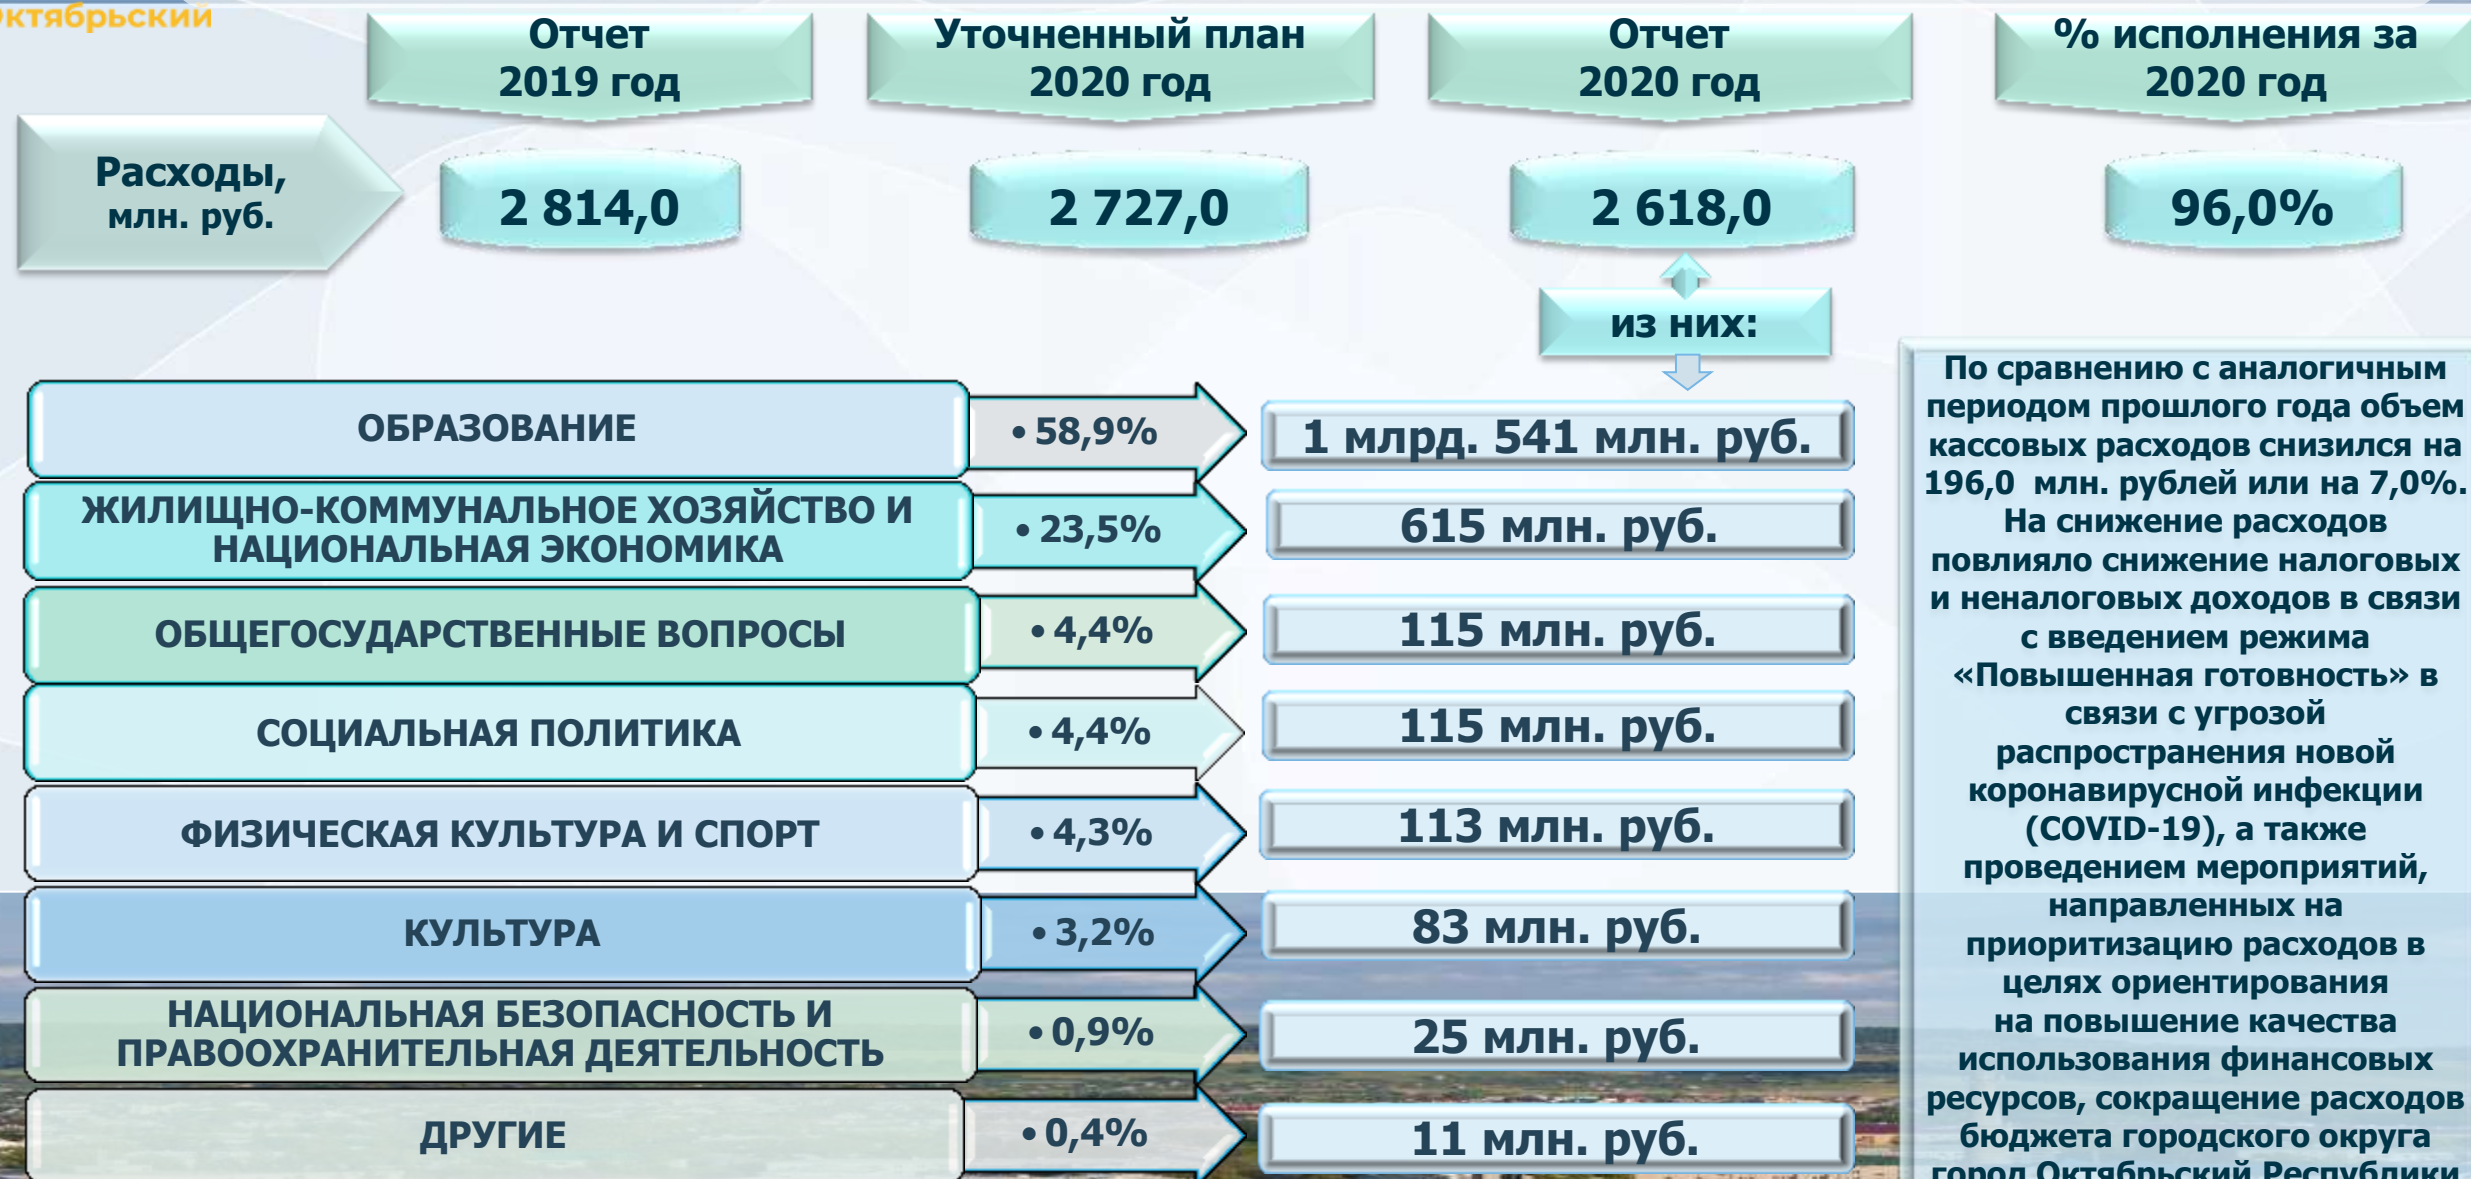 Октябрьский
Отчет
2019 год
Уточненный план
2020 год
Отчет
2020 год
% исполнения за
2020 год
Расходы,
млн. руб.
2 814,0
2 727,0
2 618,0
96,0%
из них:
ОБРАЗОВАНИЕ
• 58,9%
1 млрд. 541 млн. руб.
ЖИЛИЩНО-КОММУНАЛЬНОЕ ХОЗЯЙСТВО И
НАЦИОНАЛЬНАЯ ЭКОНОМИКА
• 23,5%
615 млн. руб.
ОБЩЕГОСУДАРСТВЕННЫЕ ВОПРОСЫ
• 4,4%
115 млн. руб.
СОЦИАЛЬНАЯ ПОЛИТИКА
• 4,4%
115 млн. руб.
ФИЗИЧЕСКАЯ КУЛЬТУРА И СПОРТ
• 4,3%
113 млн. руб.
КУЛЬТУРА
• 3,2%
83 млн. руб.
НАЦИОНАЛЬНАЯ БЕЗОПАСНОСТЬ И
ПРАВООХРАНИТЕЛЬНАЯ ДЕЯТЕЛЬНОСТЬ
• 0,9%
25 млн. руб.
ДРУГИЕ
• 0,4%
11 млн. руб.
По сравнению с аналогичным
периодом прошлого года объем
кассовых расходов снизился на
196,0 млн. рублей или на 7,0%.
На снижение расходов
повлияло снижение налоговых
и неналоговых доходов в связи
с введением режима
«Повышенная готовность» в
связи с угрозой
распространения новой
коронавирусной инфекции
(COVID-19), а также
проведением мероприятий,
направленных на
приоритизацию расходов в
целях ориентирования
на повышение качества
использования финансовых
ресурсов, сокращение расходов
бюджета городского округа
город Октябрьский Республики